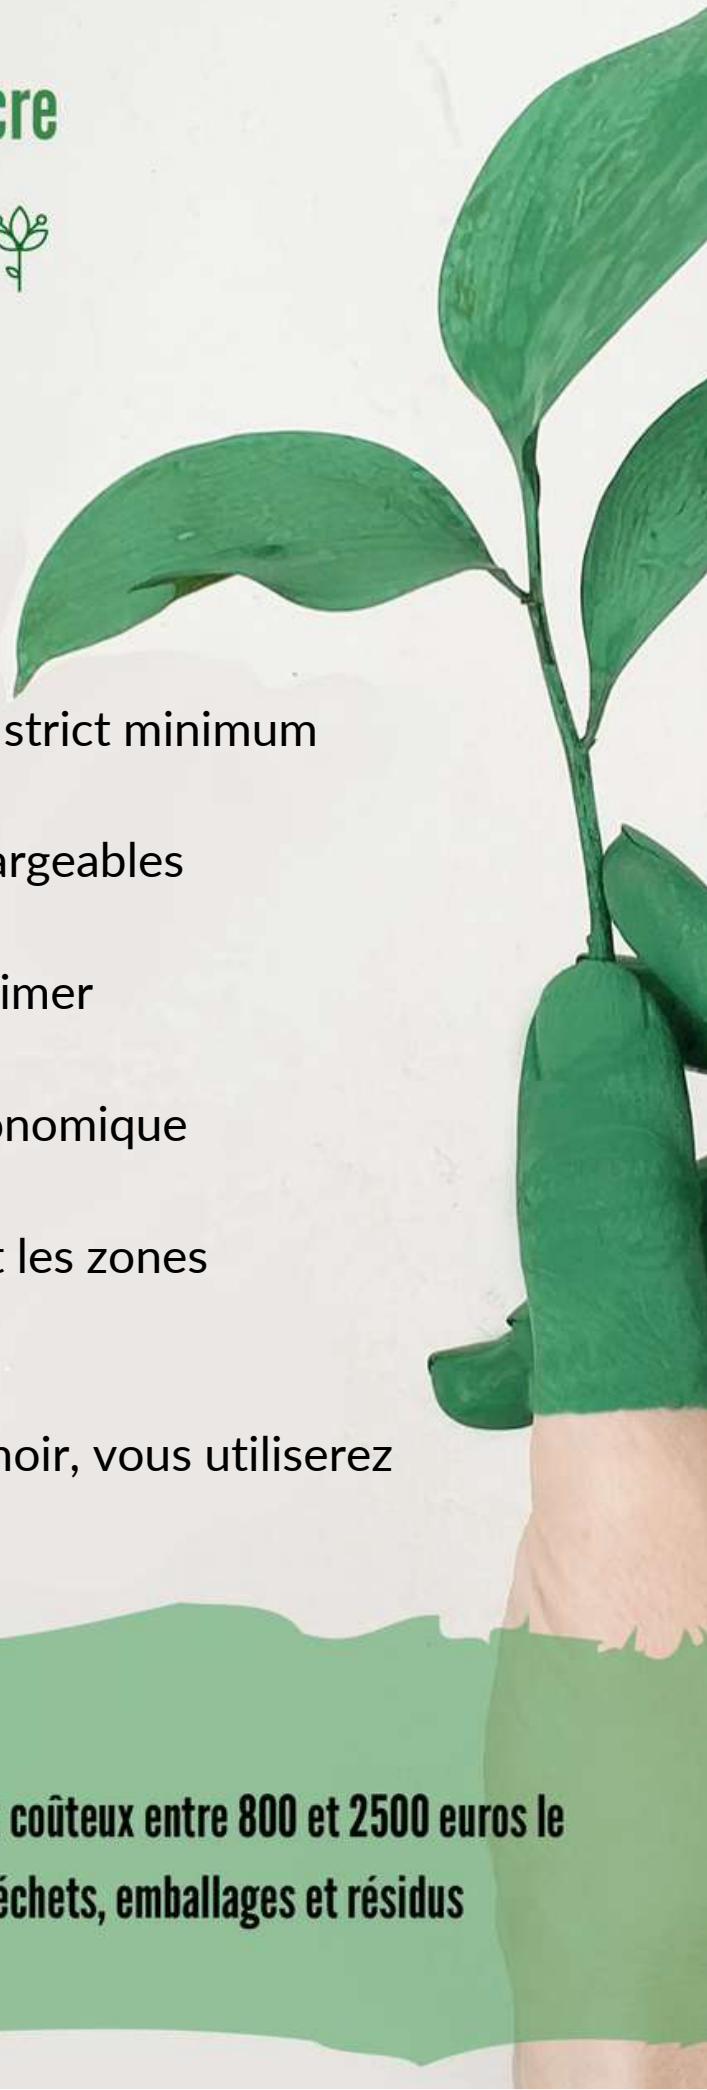 cre
strict minimum
argeables
imer
onomique
t les zones
noir, vous utiliserez
coûteux entre 800 et 2500 euros le
échets, emballages et résidus